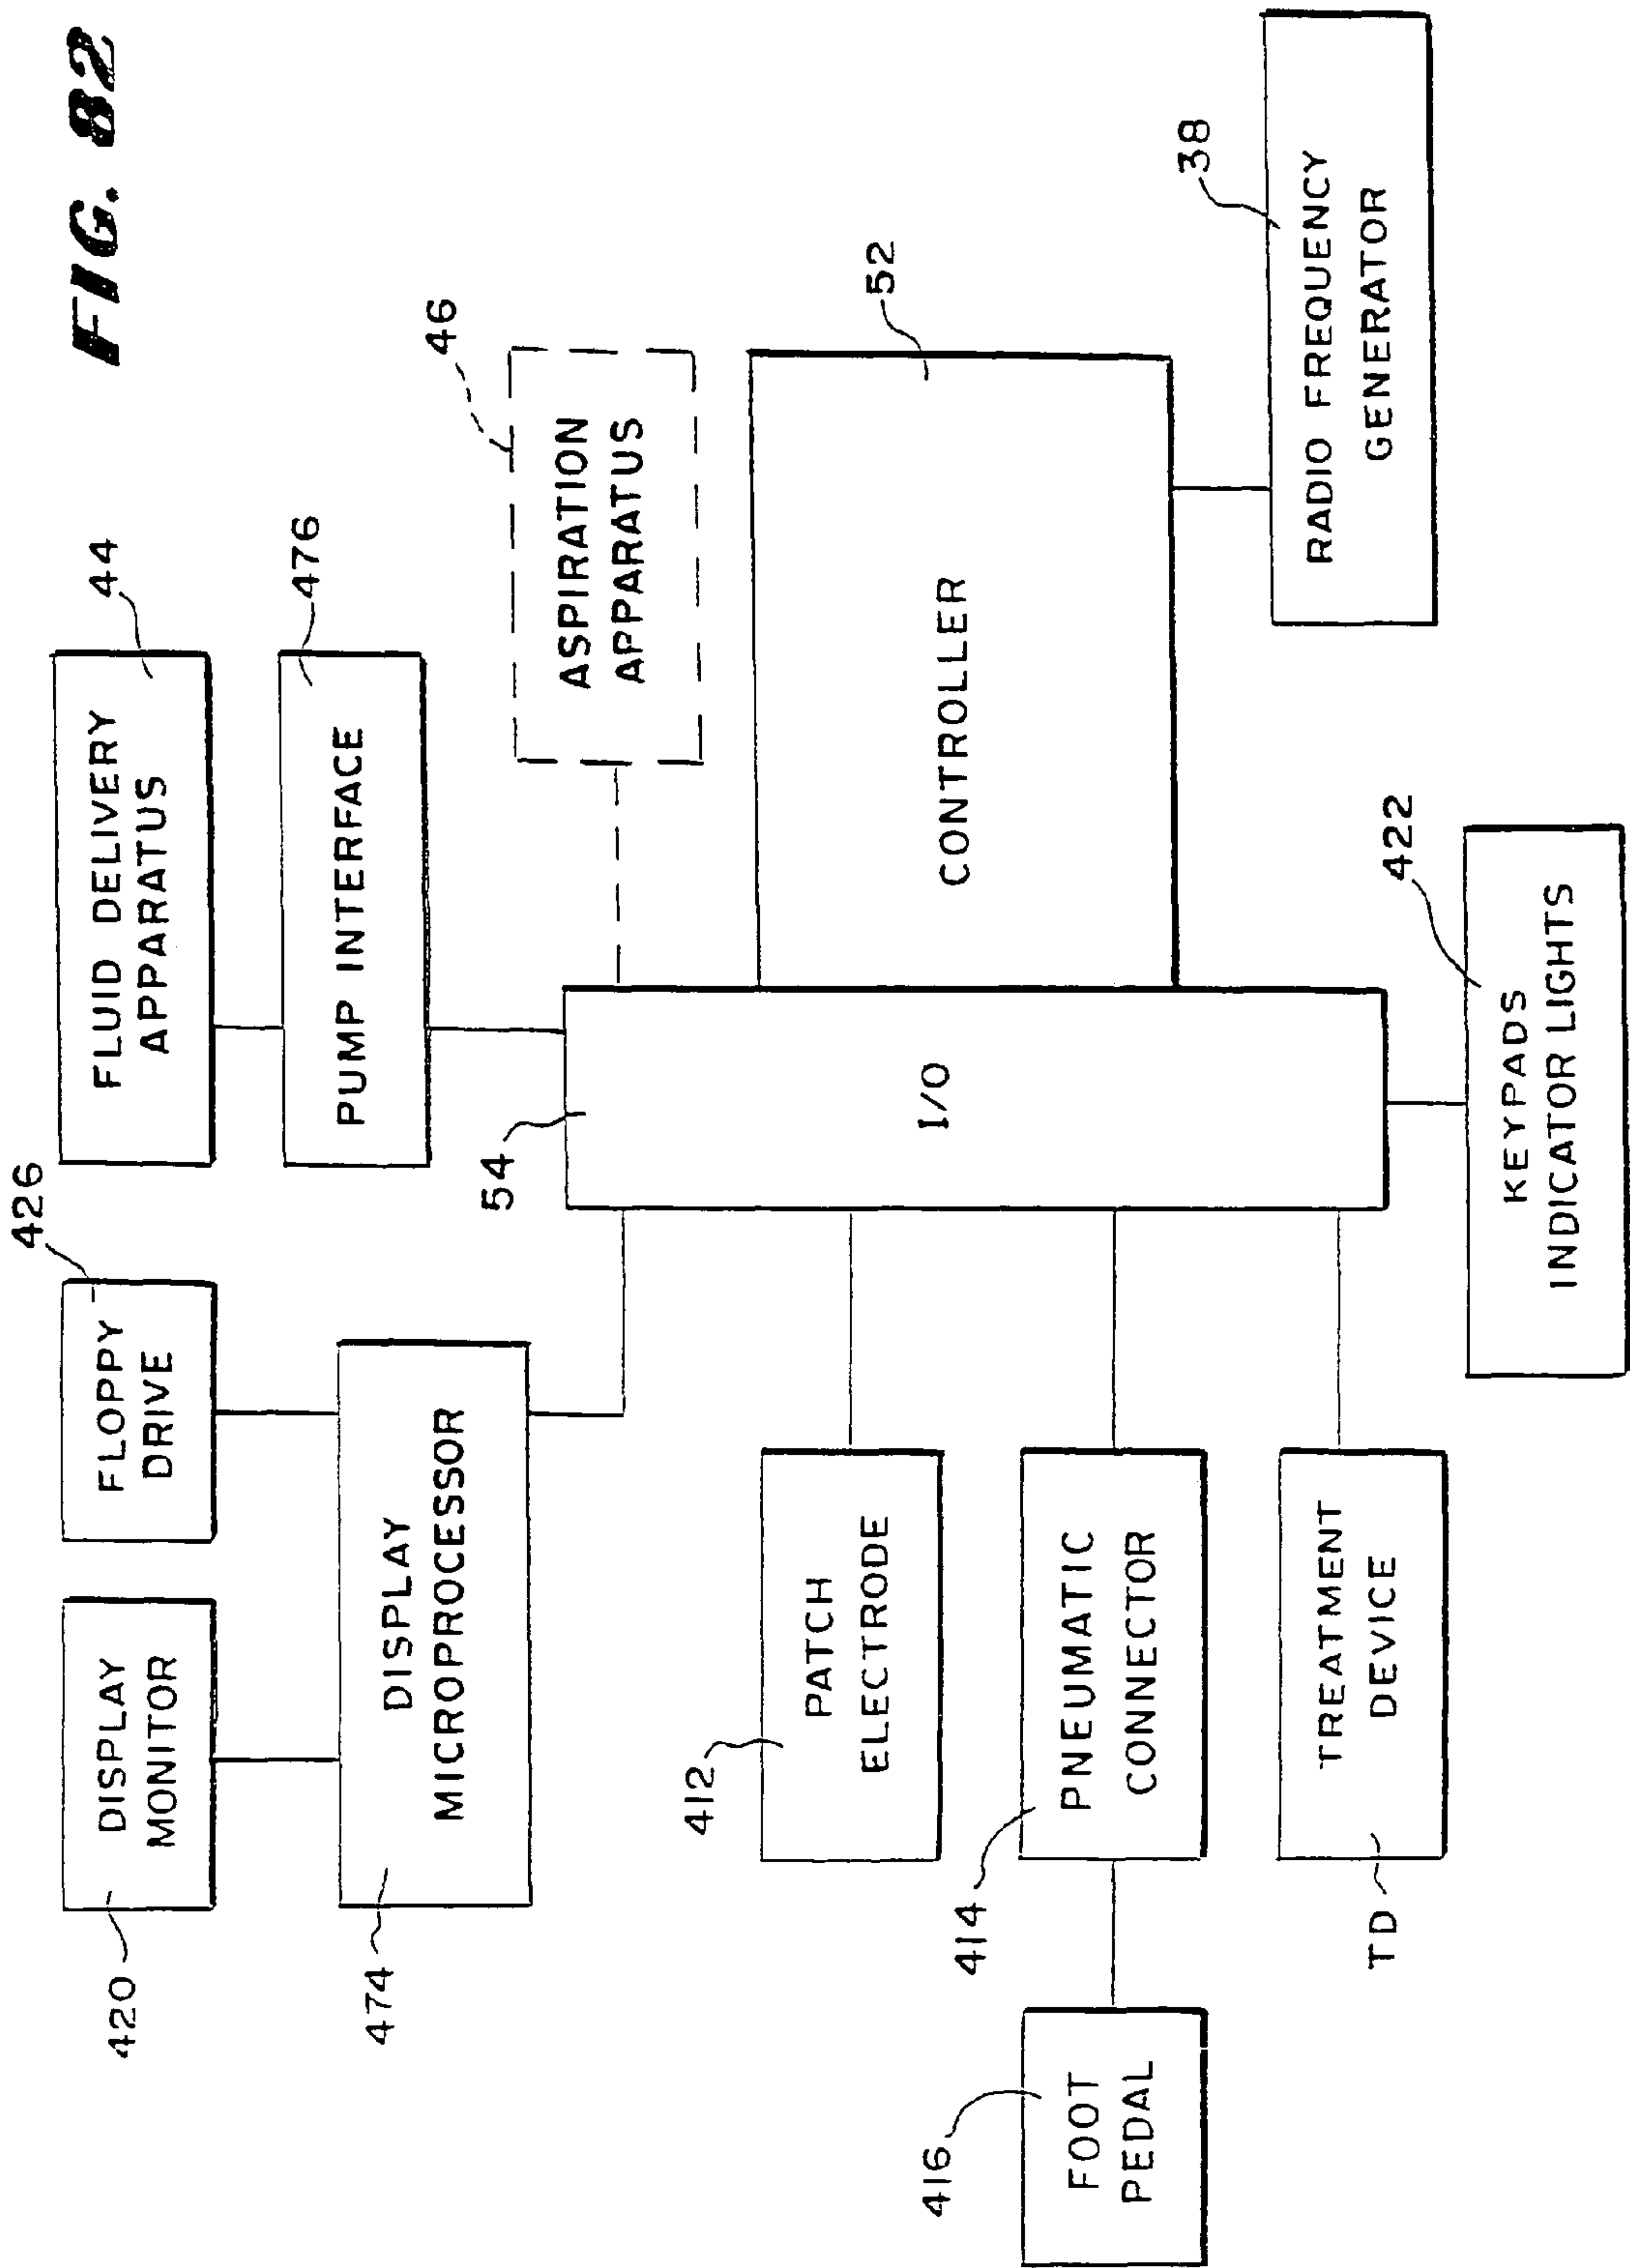 FIG. 82
420
DISPLAY
MONITOR
426
FLOPPY
DRIVE
44
FLUID DELIVERY
APPARATUS
474
DISPLAY
MICROPROCESSOR
476
PUMP INTERFACE
46
ASPIRATION
APPARATUS
54
I/O
52
CONTROLLER
412
PATCH
ELECTRODE
416
FOOT
PEDAL
414
PNEUMATIC
CONNECTOR
TD
TREATMENT
DEVICE
422
KEYPADS
INDICATOR LIGHTS
38
RADIO FREQUENCY
GENERATOR